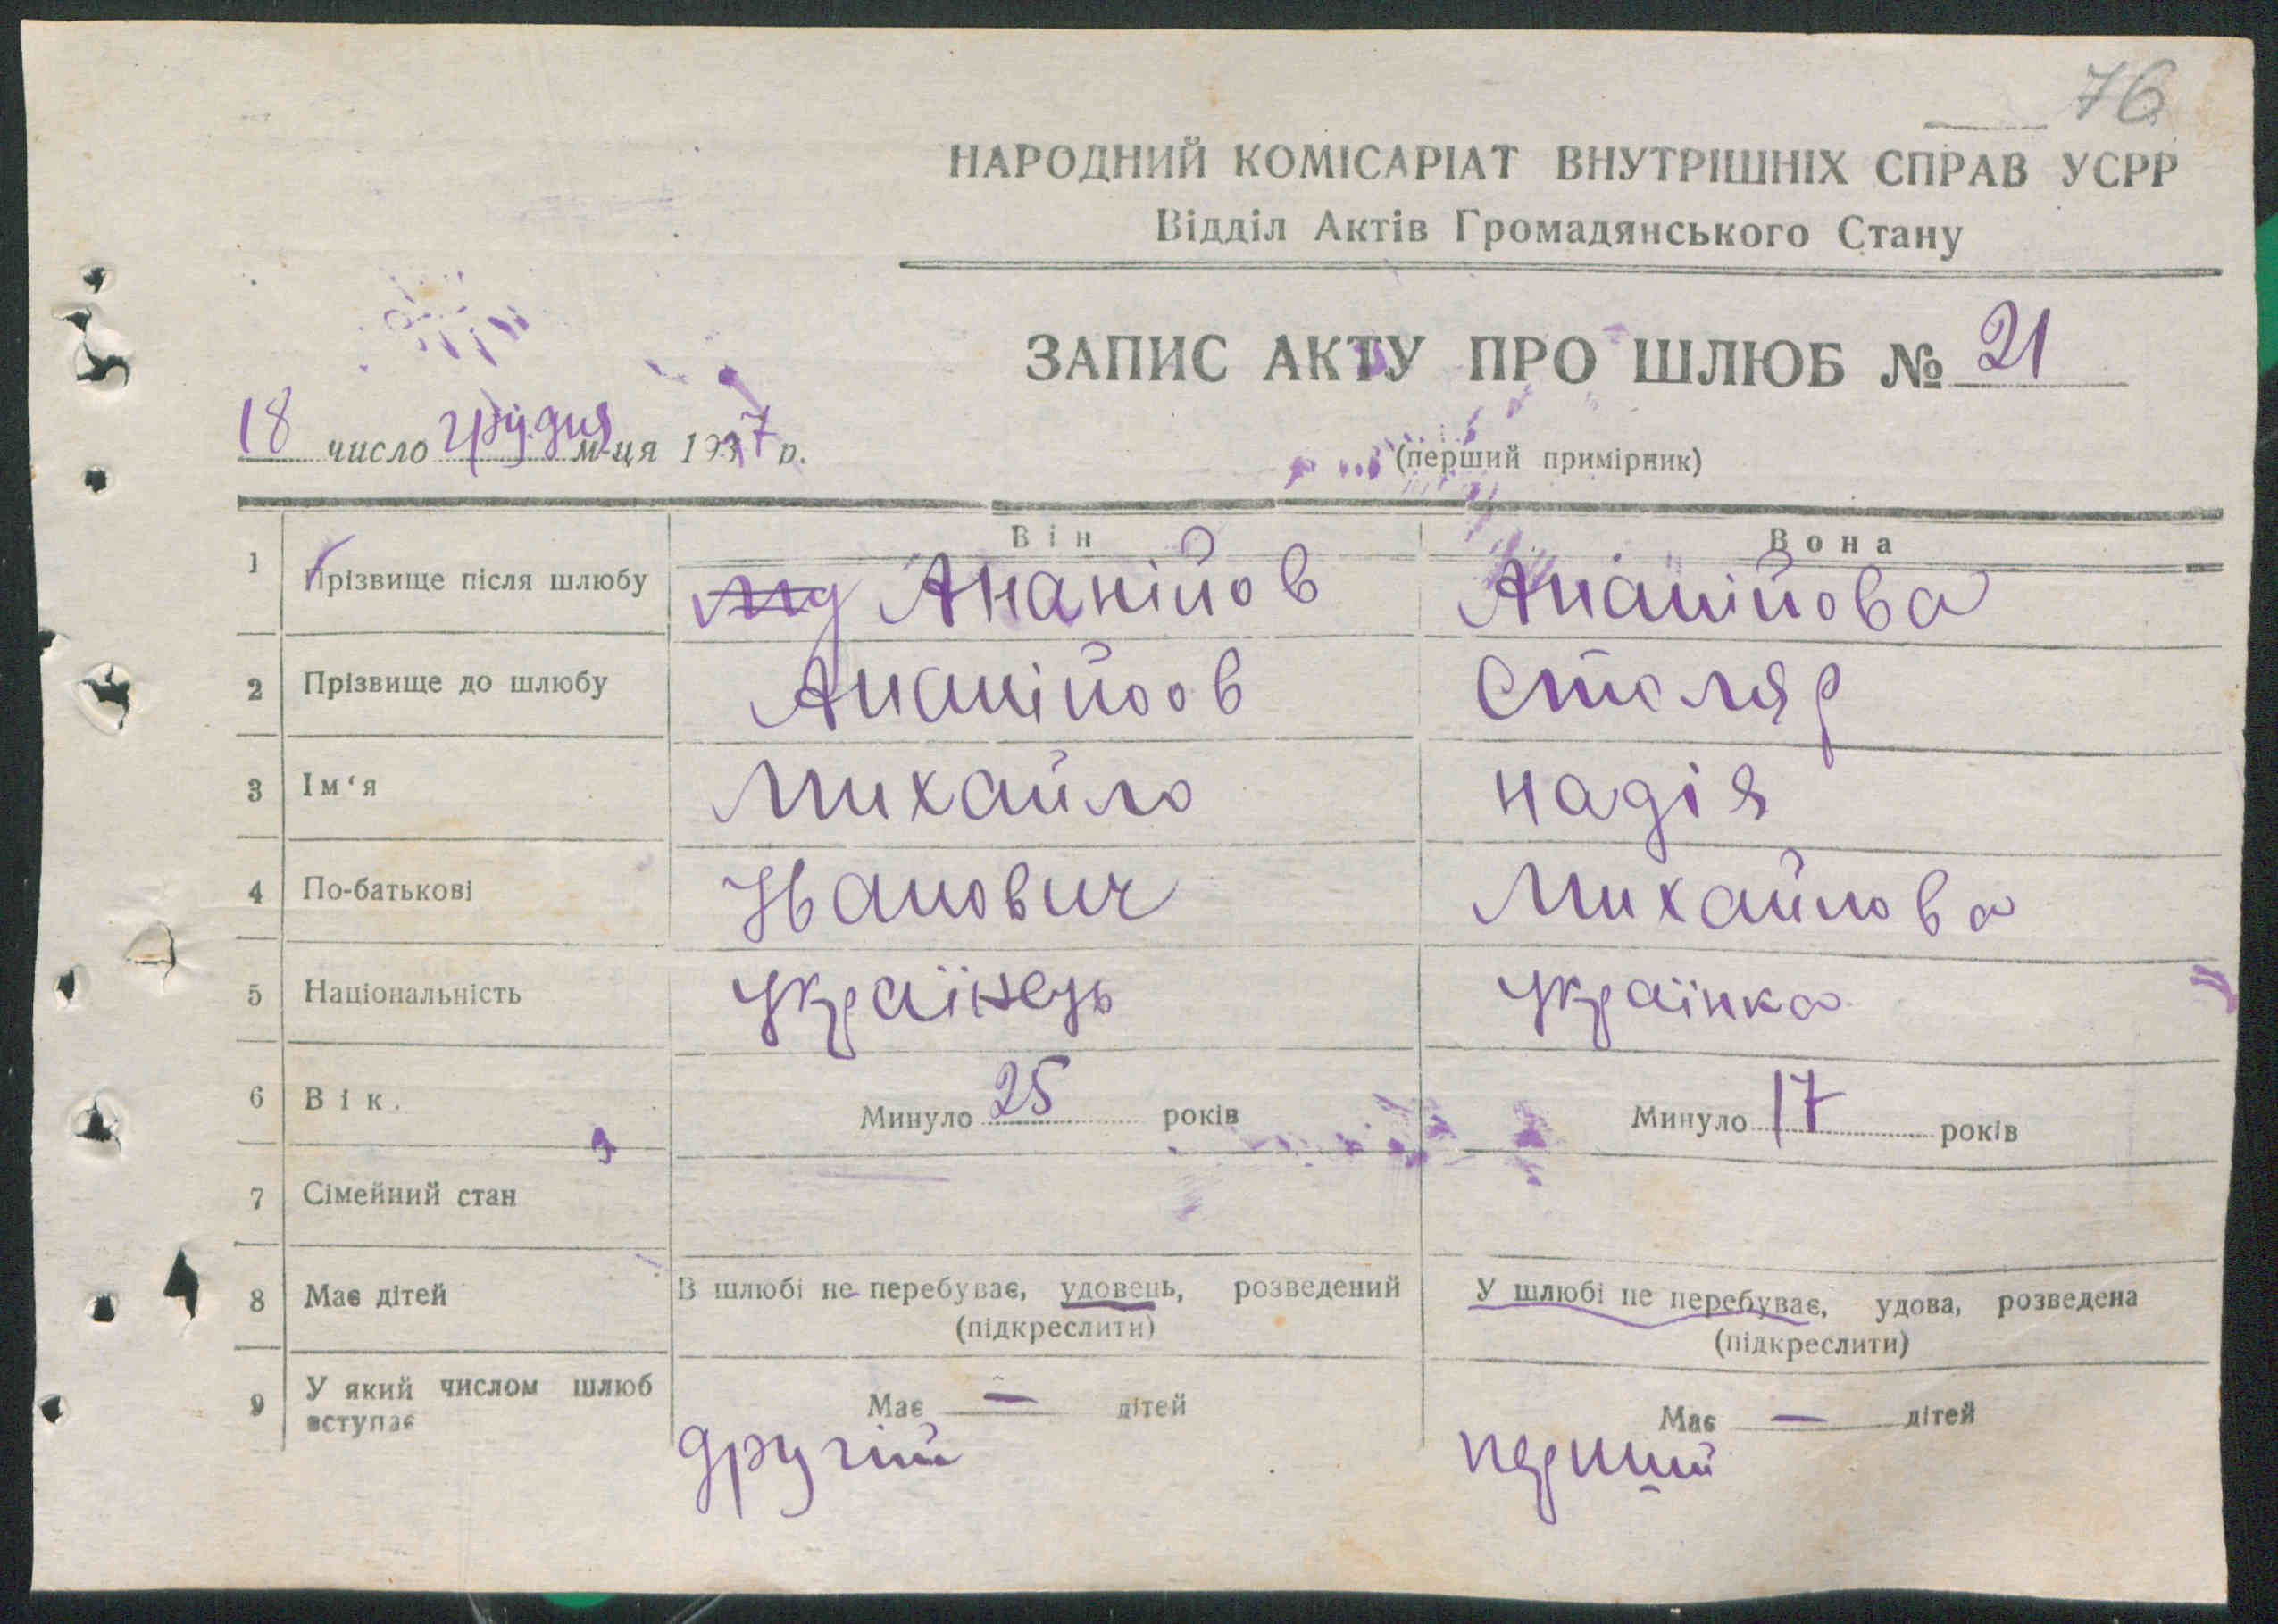 76
НАРОДНИЙ КОМІСАРІАТ ВНУТРІШНІХ СПРАВ УСРР
Відділ Актів Громадянського Стану
ЗАПИС АКТУ ПРО ШЛЮБ № 21
18 число грудня м-ця 1937 р.
(перший примірник)
Він Вона
1 Прізвище після шлюбу Ананійов Ананійова
2 Прізвище до шлюбу Ананійоов Столяр
3 Ім‘я Михайло Надія
4 По-батькові Іванович Михайлова
5 Національність Українець Українка
6 Вік. Минуло 25 років Минуло 17 років
7 Сімейний стан
8 Має дітей В шлюбі не перебуває, удовець, розведений У шлюбі не перебуває, удова, розведена
(підкреслити) (підкреслити)
9 У який числом шлюб вступає Має — дітей Має — дітей
другій перший